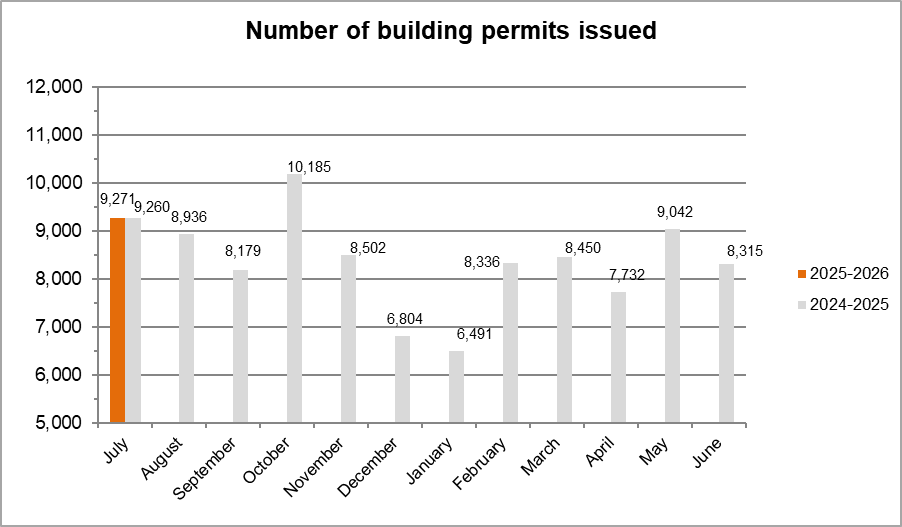 Number of building permits issued
12,000
11,000
10,000
9,000
8,000
7,000
6,000
5,000
9,271
9,260
8,936
8,179
10,185
8,502
6,804
6,491
8,336
8,450
7,732
9,042
8,315
July
August
September
October
November
December
January
February
March
April
May
June
2025-2026
2024-2025